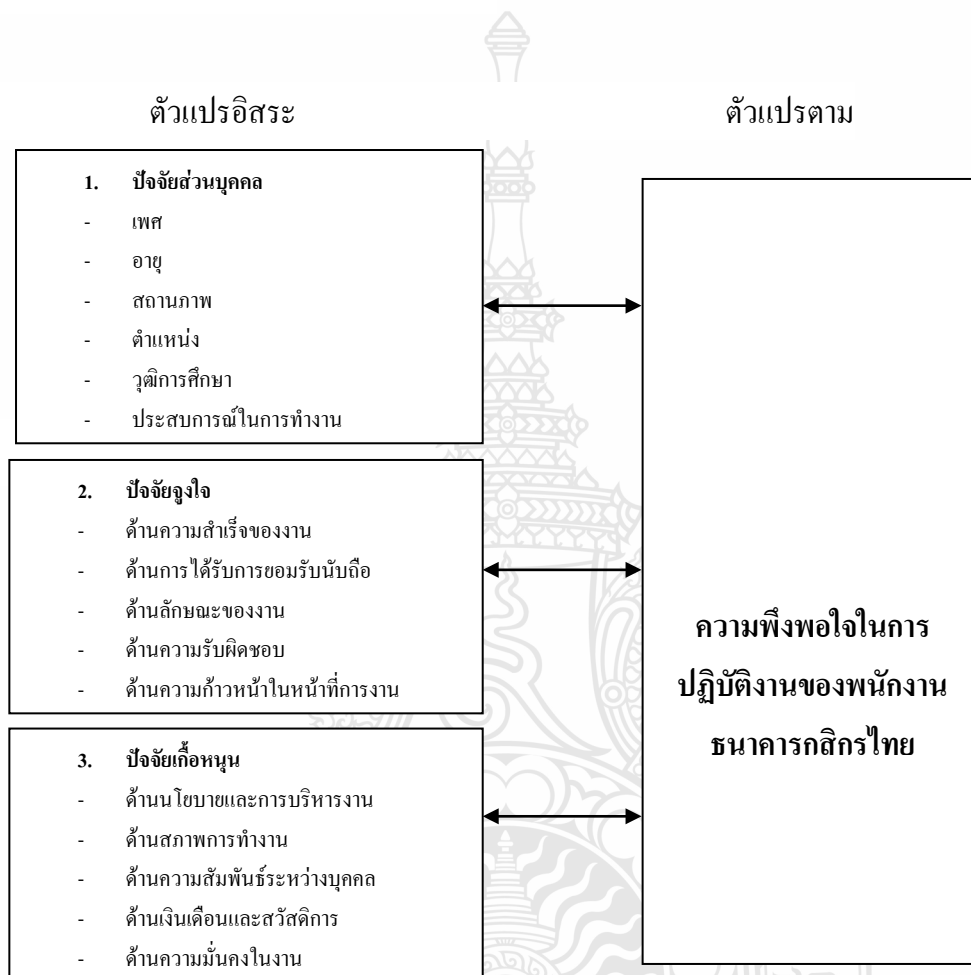 ตัวแปรอิสระ
ตัวแปรตาม
1. ปัจจัยส่วนบุคคล
- เพศ
- อายุ
- สถานภาพ
- ตำแหน่ง
- วุฒิการศึกษา
- ประสบการณ์ในการทำงาน
2. ปัจจัยจูงใจ
- ด้านความสำเร็จของงาน
- ด้านการได้รับการยอมรับนับถือ
- ด้านลักษณะของงาน
- ด้านความรับผิดชอบ
- ด้านความก้าวหน้าในหน้าที่การงาน
3. ปัจจัยเกื้อหนุน
- ด้านนโยบายและการบริหารงาน
- ด้านสภาพการทำงาน
- ด้านความสัมพันธ์ระหว่างบุคคล
- ด้านเงินเดือนและสวัสดิการ
- ด้านความมั่นคงในงาน
ความพึงพอใจในการ
ปฏิบัติงานของพนักงาน
ธนาคารกสิกรไทย